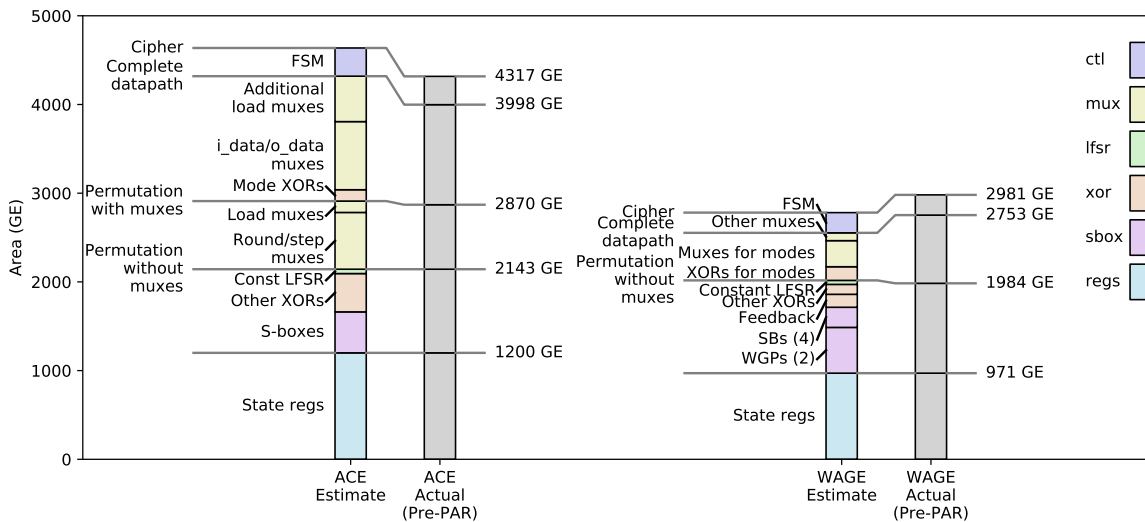 5000
4000
3000
2000
1000
0
Area (GE)
Cipher
Complete
datapath
Permutation
with muxes
Permutation
without
muxes
FSM
Additional
load muxes
i_data/o_data
muxes
Mode XORs
Load muxes
Round/step
muxes
Const LFSR
Other XORs
S-boxes
State regs
4317 GE
3998 GE
2870 GE
2143 GE
1200 GE
ACE
Estimate
ACE
Actual
(Pre-PAR)
Cipher
Complete
datapath
Permutation
without
muxes
FSM
Other muxes
Muxes for modes
XORs for modes
Constant LFSR
Other XORs
Feedback
SBs (4)
WGPs (2)
State regs
2981 GE
2753 GE
1984 GE
971 GE
WAGE
Estimate
WAGE
Actual
(Pre-PAR)
ctl
mux
lfsr
xor
sbox
regs